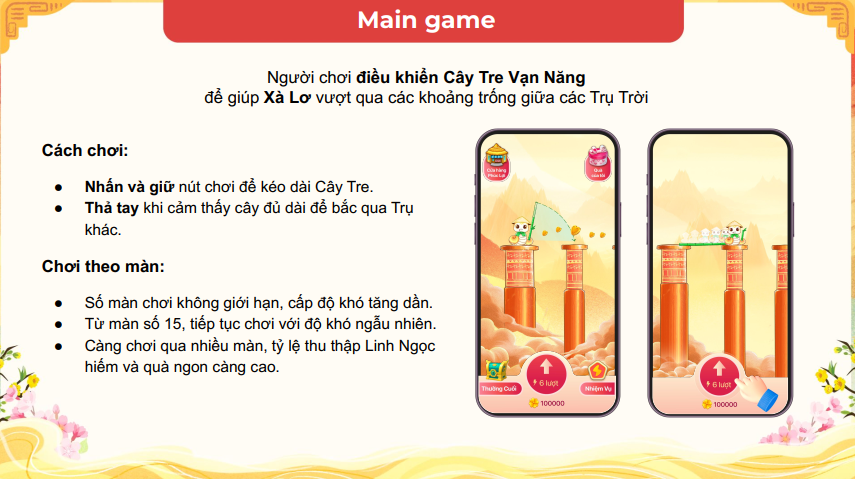 Main game
Người chơi điều khiển Cây Tre Vạn Năng
để giúp Xà Lơ vượt qua các khoảng trống giữa các Trụ Trời
Cách chơi:
● Nhấn và giữ nút chơi để kéo dài Cây Tre.
● Thả tay khi cảm thấy cây đủ dài để bắc qua Trụ
khác.
Chơi theo màn:
● Số màn chơi không giới hạn, cấp độ khó tăng dần.
● Từ màn số 15, tiếp tục chơi với độ khó ngẫu nhiên.
● Càng chơi qua nhiều màn, tỷ lệ thu thập Linh Ngọc
hiếm và quà ngon càng cao.
Cửa hàng
Phúc Lợi
Quà
của tôi
6 lượt
Thưởng Cuối
Nhiệm Vụ
100000
6 lượt
100000